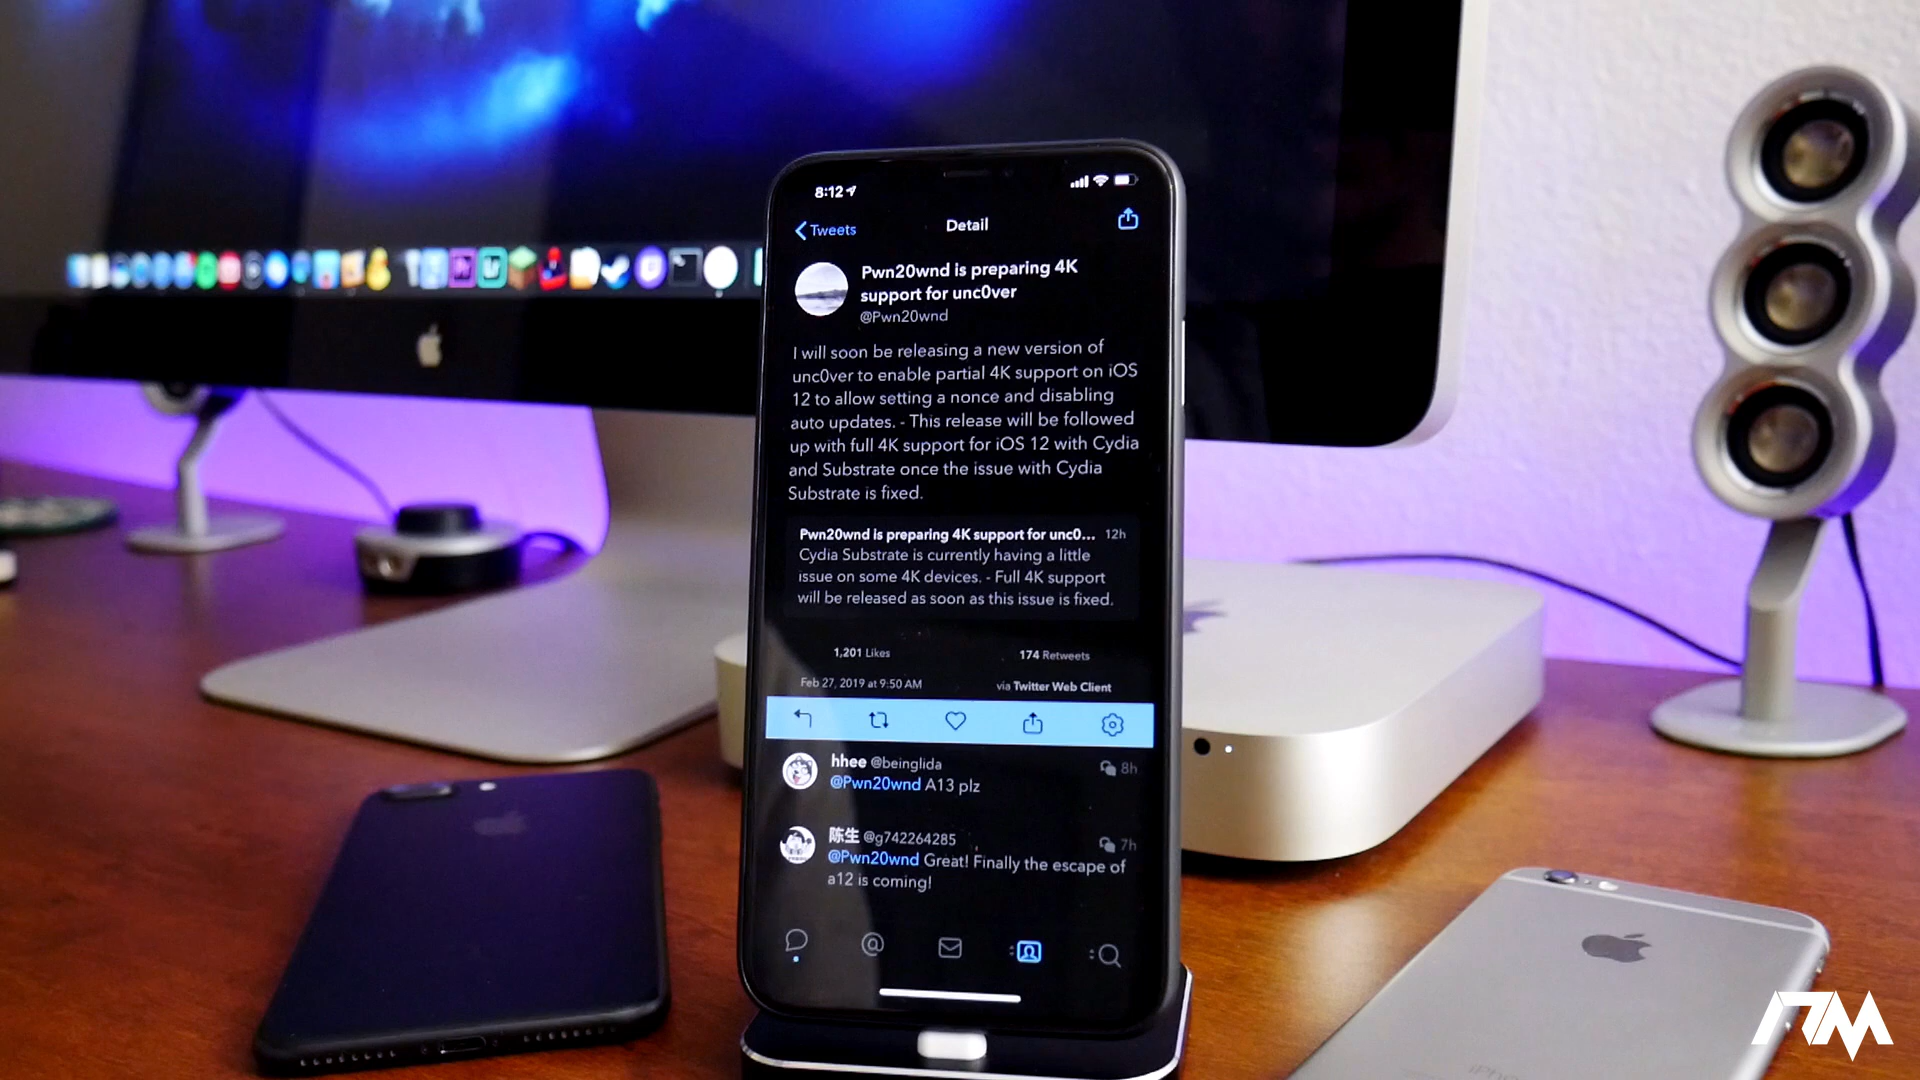 8:12
Tweets
Detail
Pwn20wnd is preparing 4K
support for unc0ver
@Pwn20wnd
I will soon be releasing a new version of
unc0ver to enable partial 4K support on iOS
12 to allow setting a nonce and disabling
auto updates. - This release will be followed
up with full 4K support for iOS 12 with Cydia
and Substrate once the issue with Cydia
Substrate is fixed.
Pwn20wnd is preparing 4K support for unc0... 12h
Cydia Substrate is currently having a little
issue on some 4K devices. - Full 4K support
will be released as soon as this issue is fixed.
1,201 Likes 174 Retweets
Feb 27, 2019 at 9:50 AM via Twitter Web Client
hhee @beinglida 8h
@Pwn20wnd A13 plz
陈生 @g742264285 7h
@Pwn20wnd Great! Finally the escape of
a12 is coming!